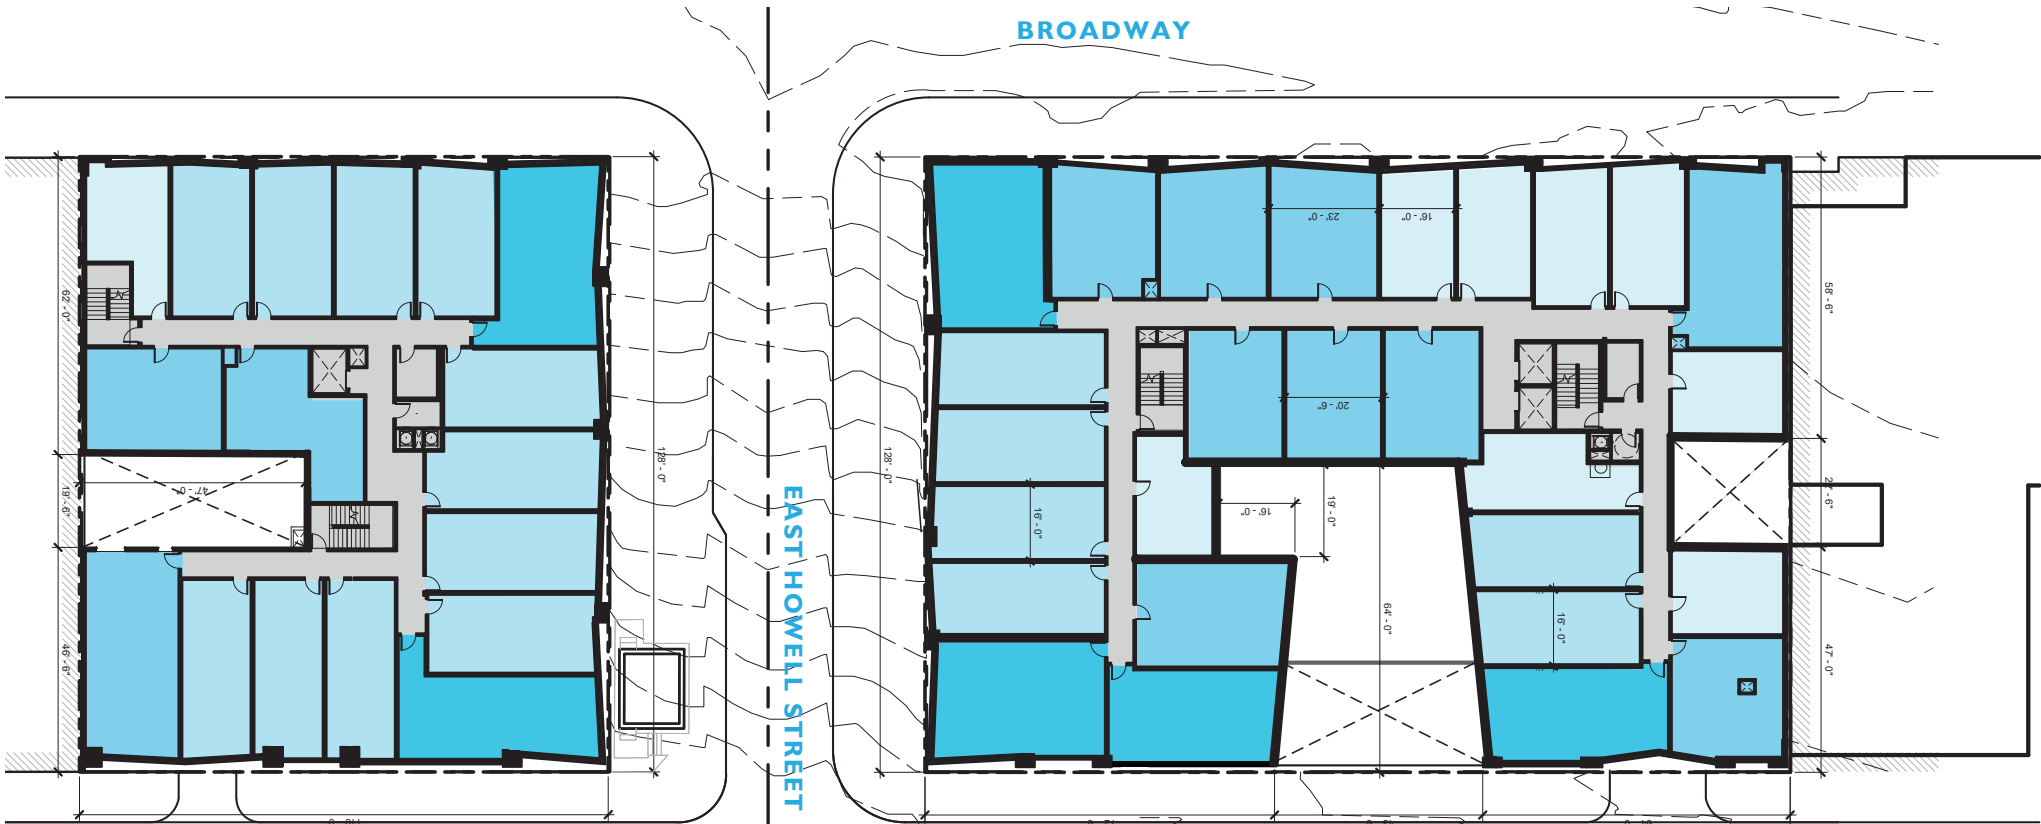 BROADWAY
EAST HOWELL STREET
62' - 0"
19' - 6"
46' - 6"
47' - 0"
128' - 0"
128' - 0"
23' - 0"
16' - 0"
20' - 6"
16' - 0"
16' - 0"
19' - 0"
64' - 0"
16' - 0"
58' - 6"
47' - 0"